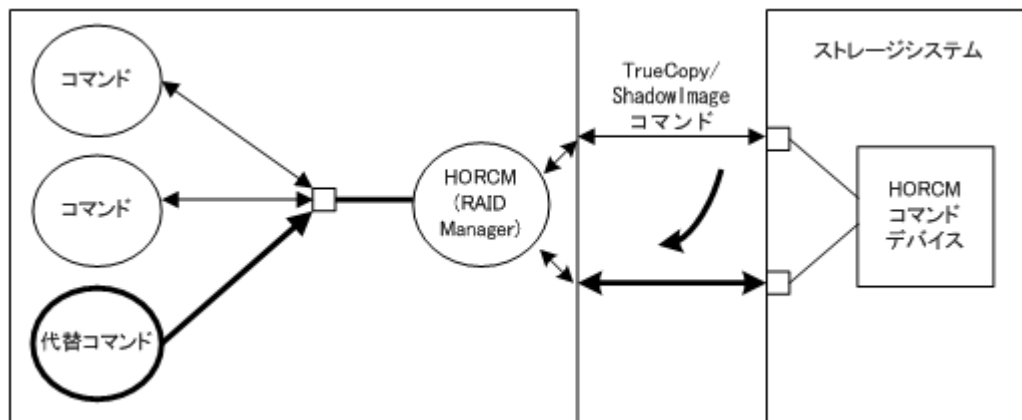 コマンド
コマンド
代替コマンド
HORCM
(RAID
Manager)
TrueCopy/
ShadowImage
コマンド
ストレージシステム
HORCM
コマンド
デバイス